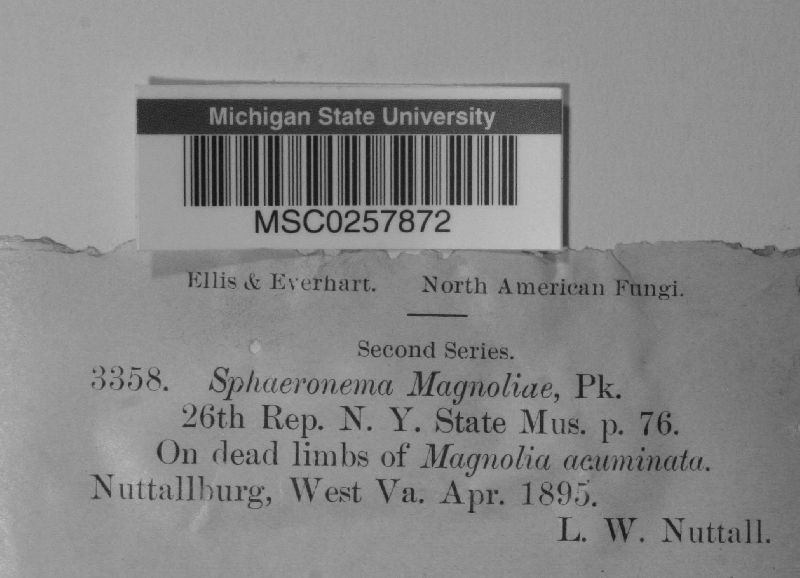 Michigan State University
MSC0257872
Ellis & Everhart. North American Fungi.
Second Series.
3358. Sphaeronema Magnoliae, Pk.
26th Rep. N. Y. State Mus. p. 76.
On dead limbs of Magnolia acuminata.
Nuttallburg, West Va. Apr. 1895.
L. W. Nuttall.